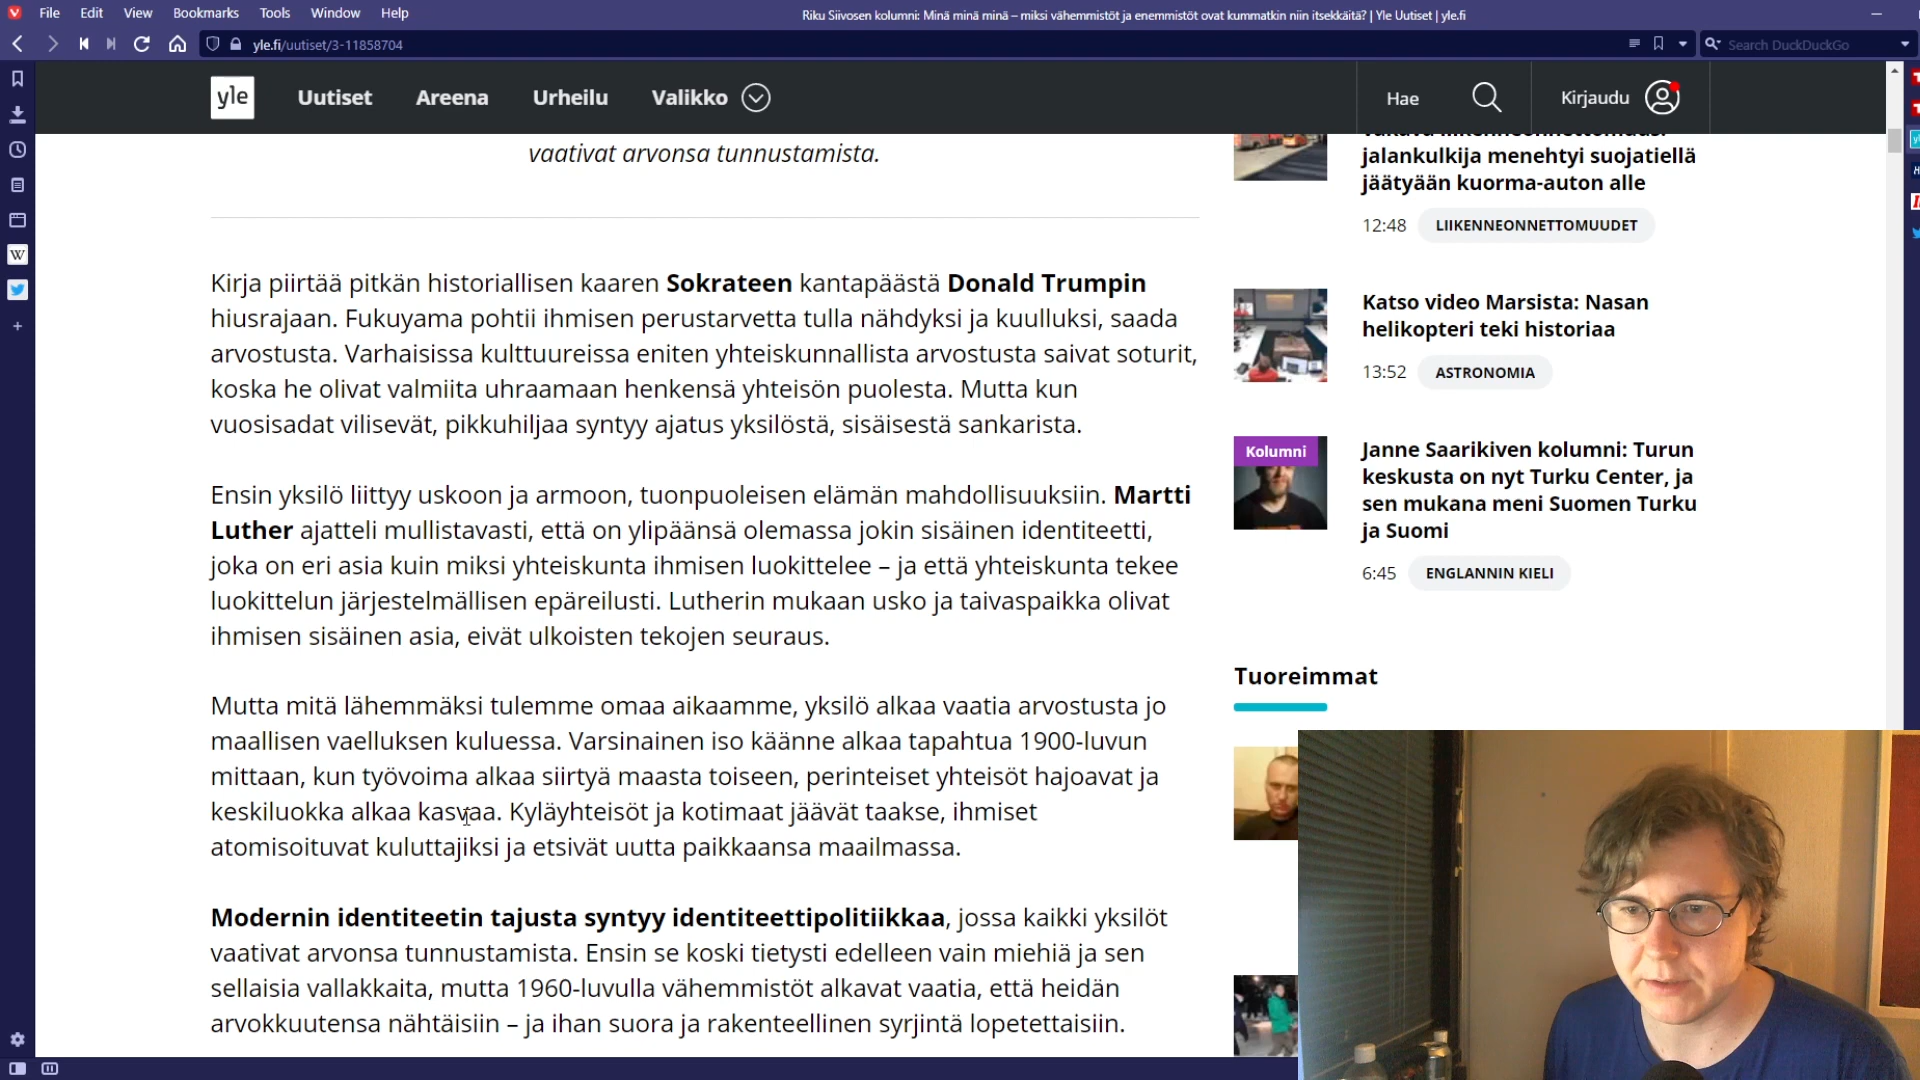 File Edit View Bookmarks Tools Window Help
Riku Siivosen kolumni: Minä minä minä – miksi vähemmistöt ja enemmistöt ovat kummatkin niin itsekkäitä? | Yle Uutiset | yle.fi
yle.fi/uutiset/3-11858704
Search DuckDuckGo
yle Uutiset Areena Urheilu Valikko Hae Kirjaudu
vaativat arvonsa tunnustamista.
Kirja piirtää pitkän historiallisen kaaren Sokrateen kantapäästä Donald Trumpin
hiusrajaan. Fukuyama pohtii ihmisen perustarvetta tulla nähdyksi ja kuulluksi, saada
arvostusta. Varhaisissa kulttuureissa eniten yhteiskunnallista arvostusta saivat soturit,
koska he olivat valmiita uhraamaan henkensä yhteisön puolesta. Mutta kun
vuosisadat vilisevät, pikkuhiljaa syntyy ajatus yksilöstä, sisäisestä sankarista.
Ensin yksilö liittyy uskoon ja armoon, tuonpuoleisen elämän mahdollisuuksiin. Martti
Luther ajatteli mullistavasti, että on ylipäänsä olemassa jokin sisäinen identiteetti,
joka on eri asia kuin miksi yhteiskunta ihmisen luokittelee – ja että yhteiskunta tekee
luokittelun järjestelmällisen epäreilusti. Lutherin mukaan usko ja taivaspaikka olivat
ihmisen sisäinen asia, eivät ulkoisten tekojen seuraus.
Mutta mitä lähemmäksi tulemme omaa aikaamme, yksilö alkaa vaatia arvostusta jo
maallisen vaelluksen kuluessa. Varsinainen iso käänne alkaa tapahtua 1900-luvun
mittaan, kun työvoima alkaa siirtyä maasta toiseen, perinteiset yhteisöt hajoavat ja
keskiluokka alkaa kasvaa. Kyläyhteisöt ja kotimaat jäävät taakse, ihmiset
atomisoituvat kuluttajiksi ja etsivät uutta paikkaansa maailmassa.
Modernin identiteetin tajusta syntyy identiteettipolitiikkaa, jossa kaikki yksilöt
vaativat arvonsa tunnustamista. Ensin se koski tietysti edelleen vain miehiä ja sen
sellaisia vallakkaita, mutta 1960-luvulla vähemmistöt alkavat vaatia, että heidän
arvokkuutensa nähtäisiin – ja ihan suora ja rakenteellinen syrjintä lopetettaisiin.
jalankulkija menehtyi suojatiellä
jäätyään kuorma-auton alle
12:48 LIIKENNEONNETTOMUUDET
Katso video Marsista: Nasan
helikopteri teki historiaa
13:52 ASTRONOMIA
Kolumni
Janne Saarikiven kolumni: Turun
keskusta on nyt Turku Center, ja
sen mukana meni Suomen Turku
ja Suomi
6:45 ENGLANNIN KIELI
Tuoreimmat
W